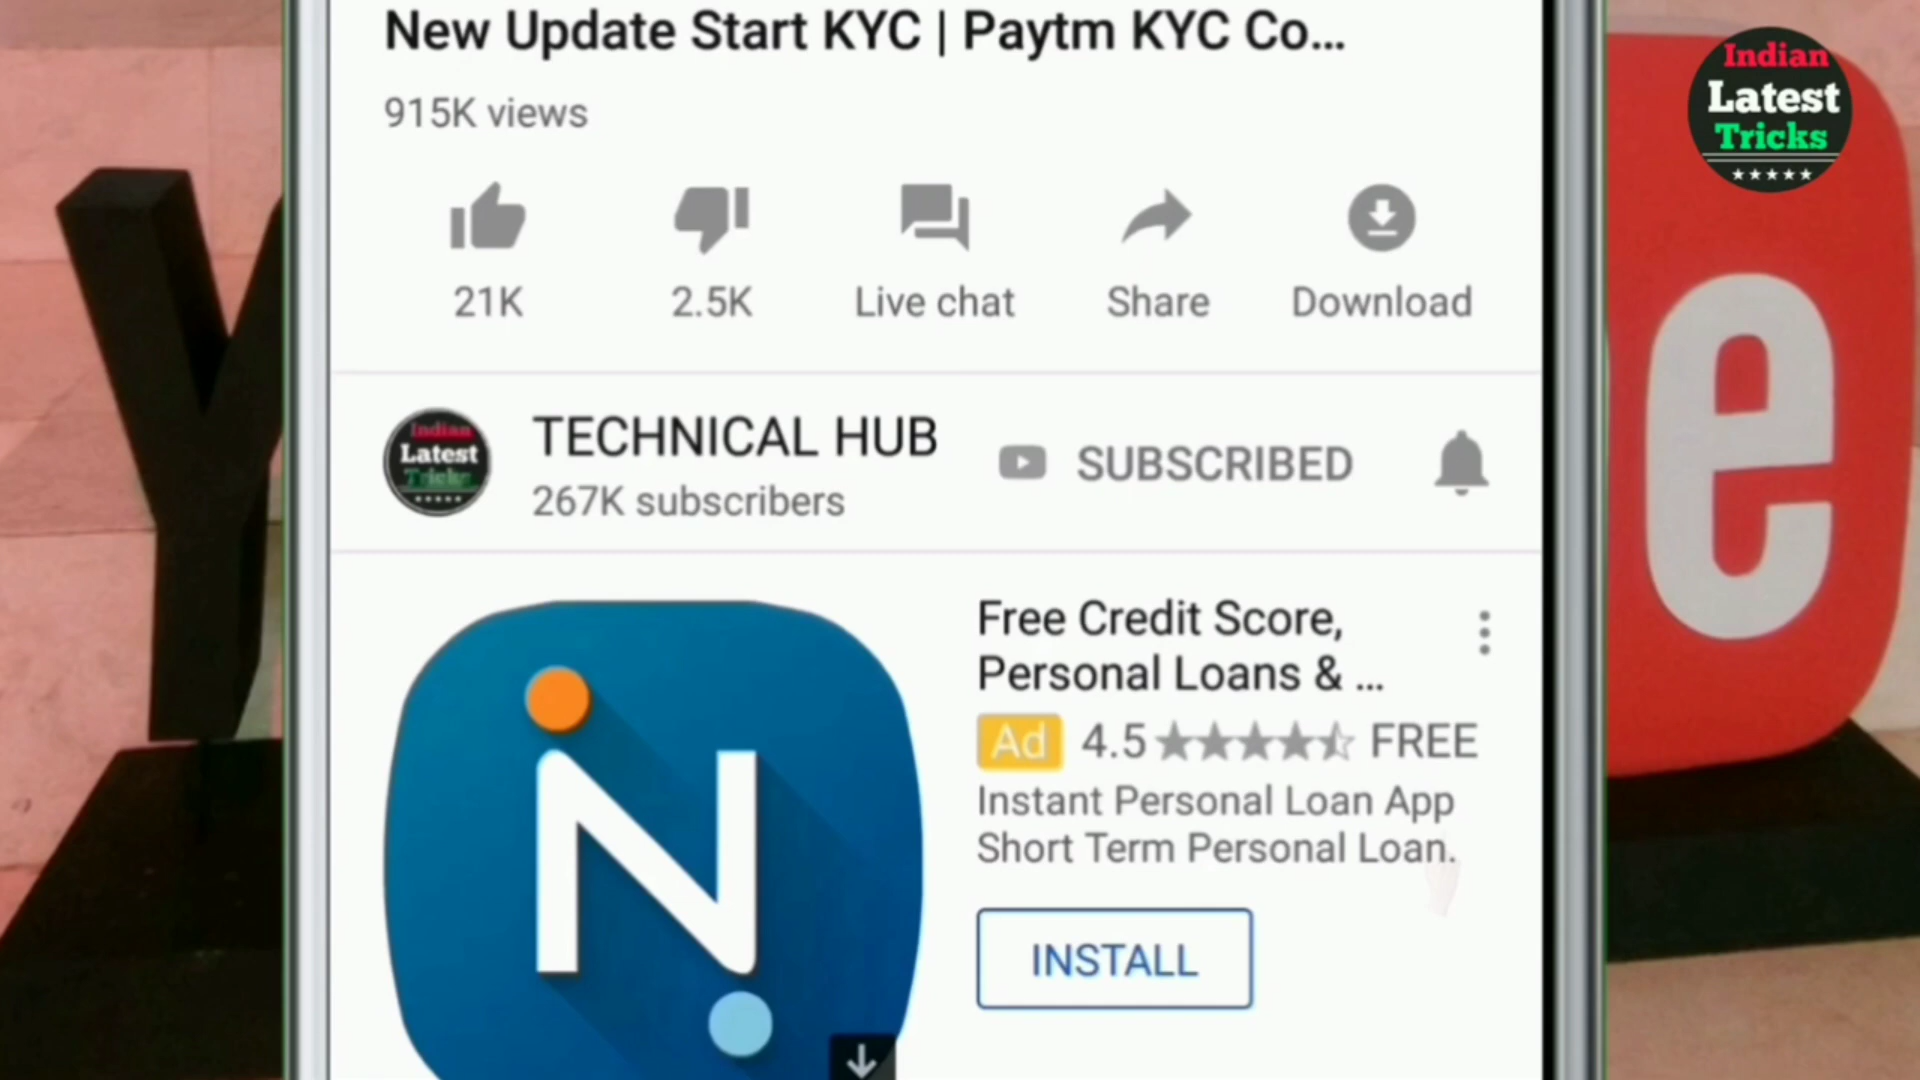 New Update Start KYC | Paytm KYC Co...
915K views
21K
2.5K
Live chat
Share
Download
Indian
Latest
Tricks
TECHNICAL HUB
267K subscribers
SUBSCRIBED
Indian
Latest
Tricks
Free Credit Score,
Personal Loans & ...
Ad 4.5 FREE
Instant Personal Loan App
Short Term Personal Loan.
INSTALL
N
Y
e